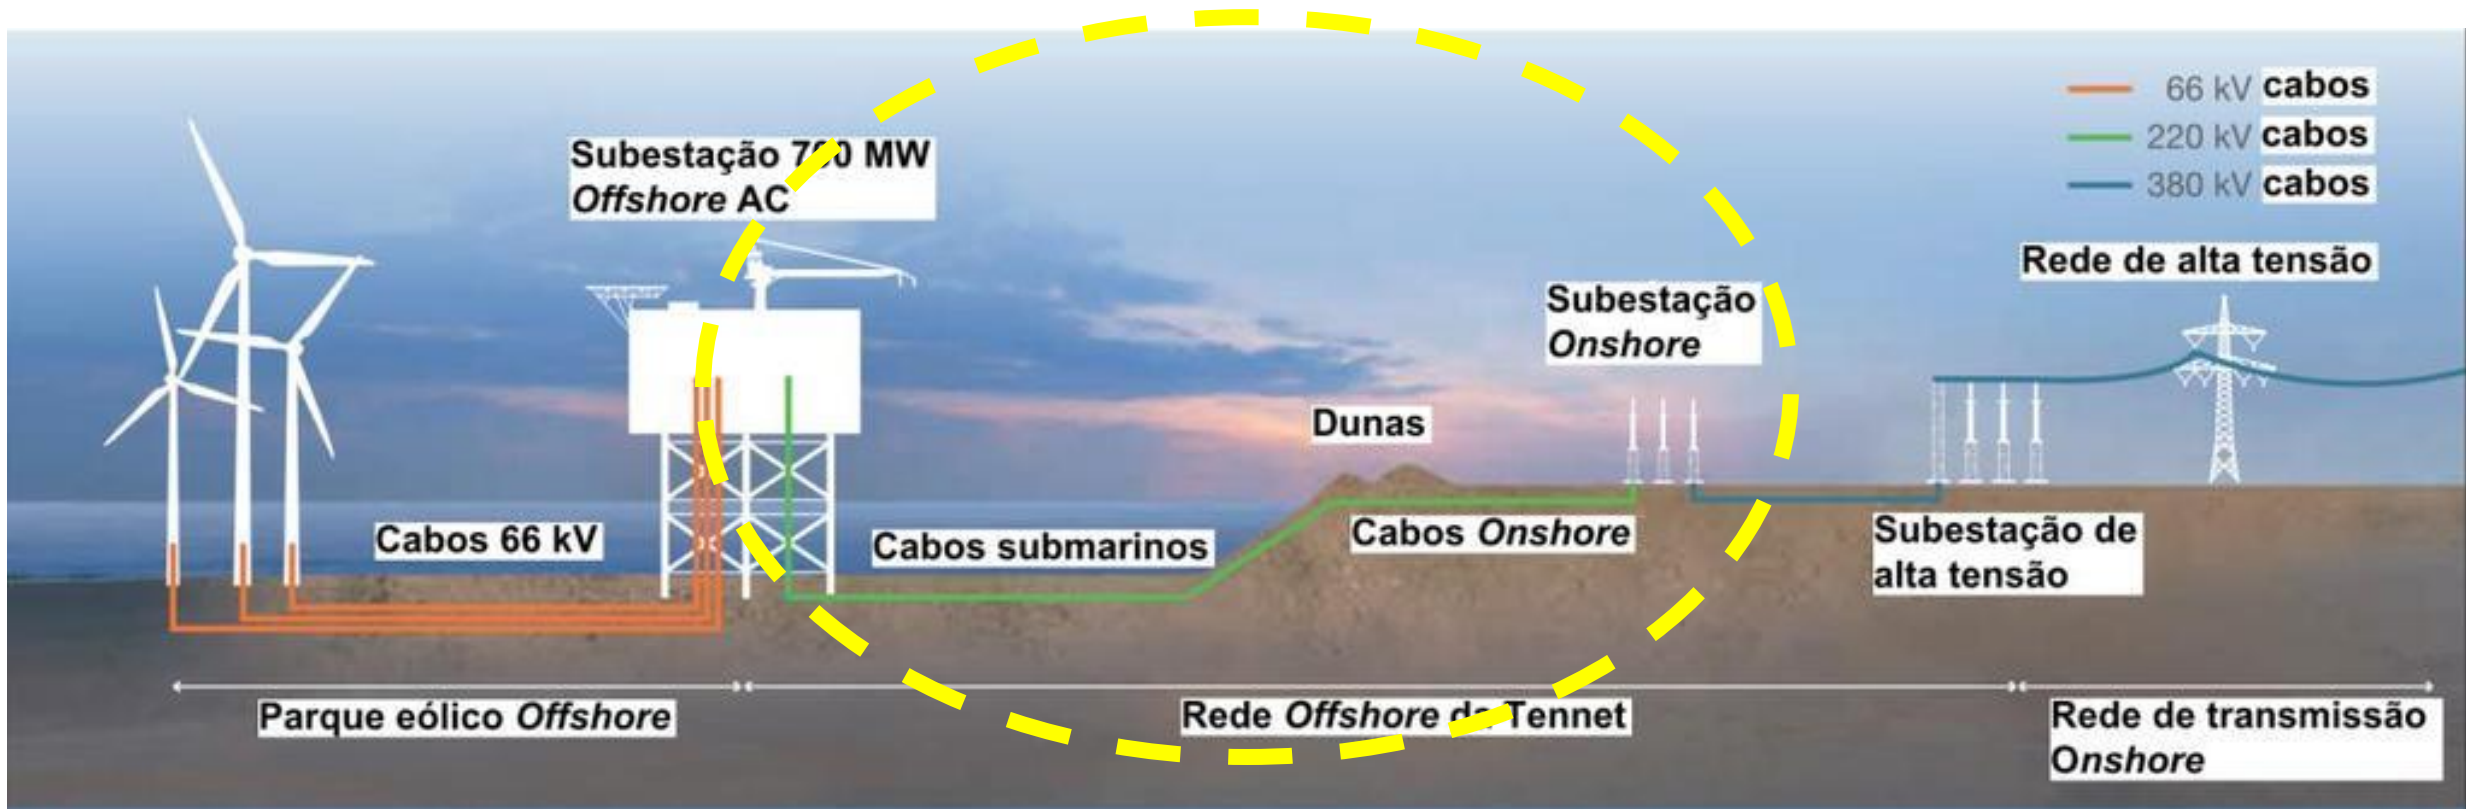 66 kV cabos
220 kV cabos
380 kV cabos
Subestação 700 MW
Offshore AC
Rede de alta tensão
Subestação
Onshore
Dunas
Cabos 66 kV
Cabos submarinos
Cabos Onshore
Subestação de
alta tensão
Parque eólico Offshore
Rede Offshore da Tennet
Rede de transmissão
Onshore